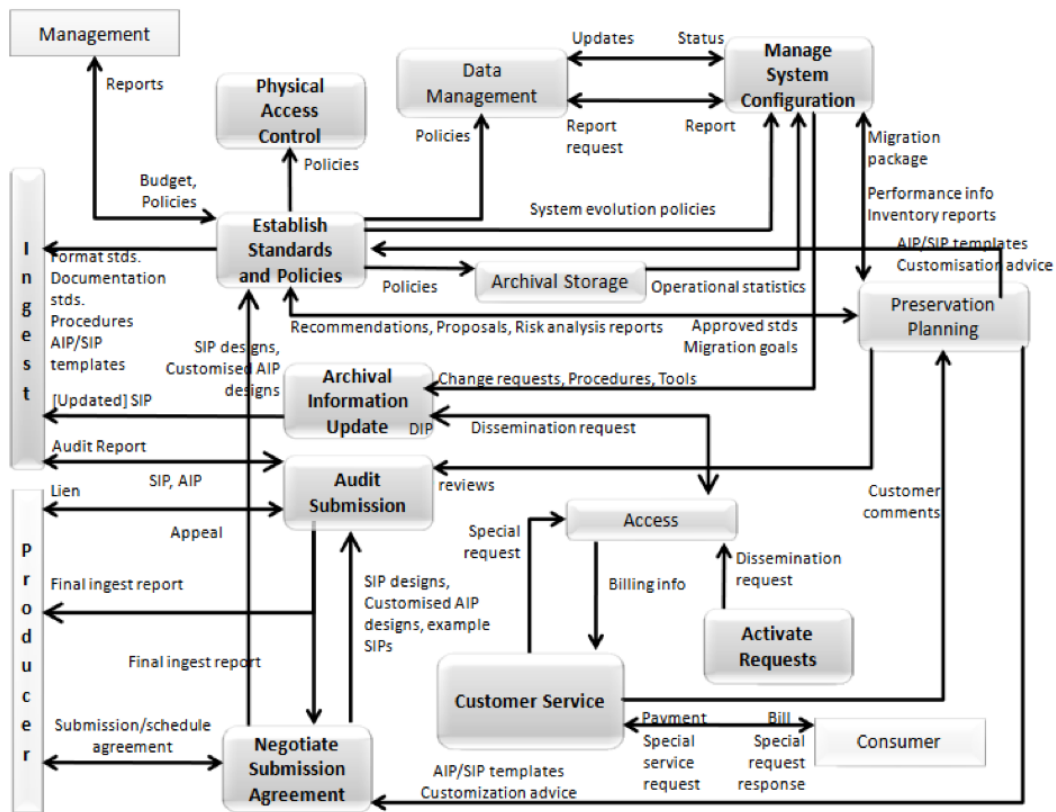 Management
Reports
Physical
Access
Control
Data
Management
Updates
Status
Manage
System
Configuration
Report
request
Report
Policies
Policies
Migration
package
Performance info
Inventory reports
Budget,
Policies
Establish
Standards
and Policies
System evolution policies
AIP/SIP templates
Customisation advice
Ingest
Format stds.
Documentation
stds.
Procedures
AIP/SIP
templates
Policies
Archival Storage
Operational statistics
Preservation
Planning
Recommendations, Proposals, Risk analysis reports
Approved stds
Migration goals
SIP designs,
Customised AIP
designs
Archival
Information
Update
Change requests, Procedures, Tools
[Updated] SIP
DIP
Dissemination request
Audit Report
SIP, AIP
Audit
Submission
reviews
Lien
Appeal
Producer
Special
request
Access
Customer
comments
Dissemination
request
Final ingest report
SIP designs,
Customised AIP
designs, example
SIPs
Billing info
Activate
Requests
Final ingest report
Customer Service
Submission/schedule
agreement
Negotiate
Submission
Agreement
Payment
Special
service
request
Bill
Special
request
response
Consumer
AIP/SIP templates
Customization advice